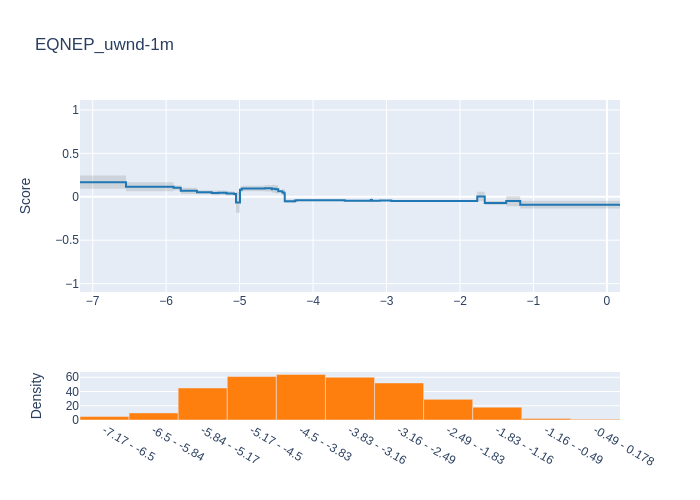 EQNEP_uwnd-1m
Score
1
0.5
0
−0.5
−1
−7
−6
−5
−4
−3
−2
−1
0
Density
60
40
20
0
-7.17 - -6.5
-6.5 - -5.84
-5.84 - -5.17
-5.17 - -4.5
-4.5 - -3.83
-3.83 - -3.16
-3.16 - -2.49
-2.49 - -1.83
-1.83 - -1.16
-1.16 - -0.49
-0.49 - 0.178